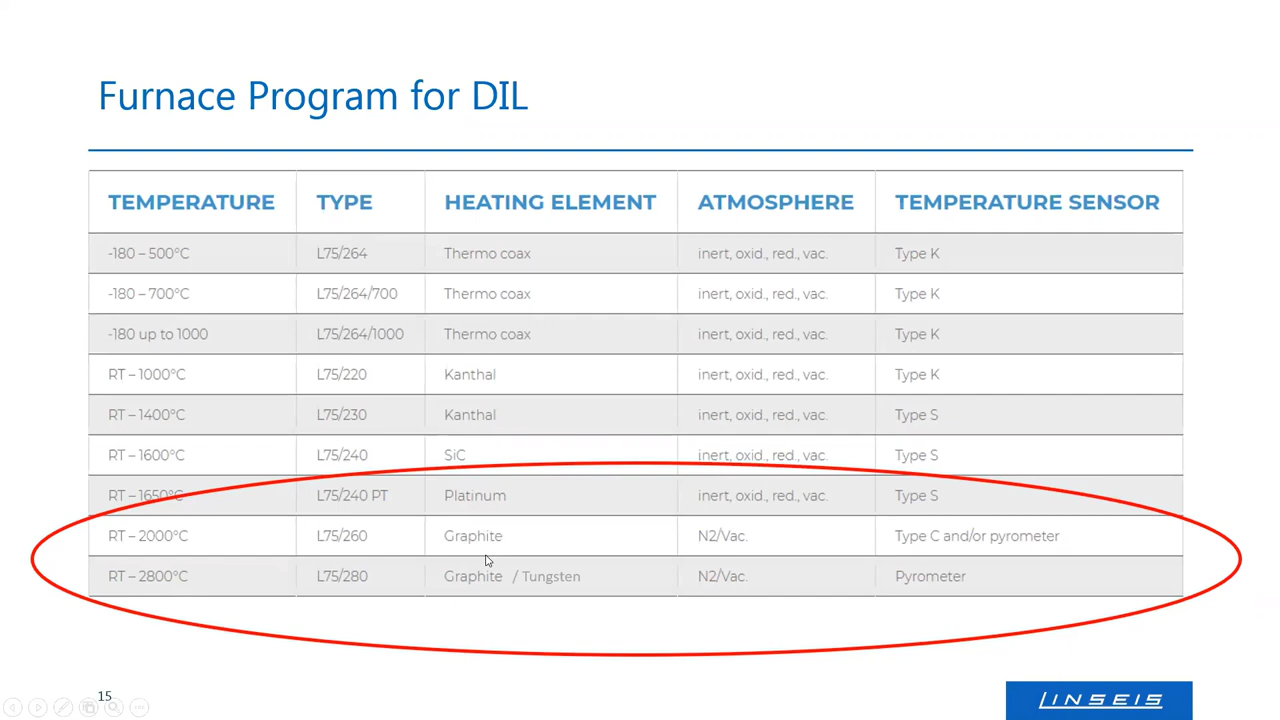 Furnace Program for DIL
TEMPERATURE TYPE HEATING ELEMENT ATMOSPHERE TEMPERATURE SENSOR
-180 – 500°C L75/264 Thermo coax inert, oxid., red., vac. Type K
-180 – 700°C L75/264/700 Thermo coax inert, oxid., red., vac. Type K
-180 up to 1000 L75/264/1000 Thermo coax inert, oxid., red., vac. Type K
RT – 1000°C L75/220 Kanthal inert, oxid., red., vac. Type K
RT – 1400°C L75/230 Kanthal inert, oxid., red., vac. Type S
RT – 1600°C L75/240 SiC inert, oxid., red., vac. Type S
RT – 1650°C L75/240 PT Platinum inert, oxid., red., vac. Type S
RT – 2000°C L75/260 Graphite N2/Vac. Type C and/or pyrometer
RT – 2800°C L75/280 Graphite / Tungsten N2/Vac. Pyrometer
15
LINSEIS